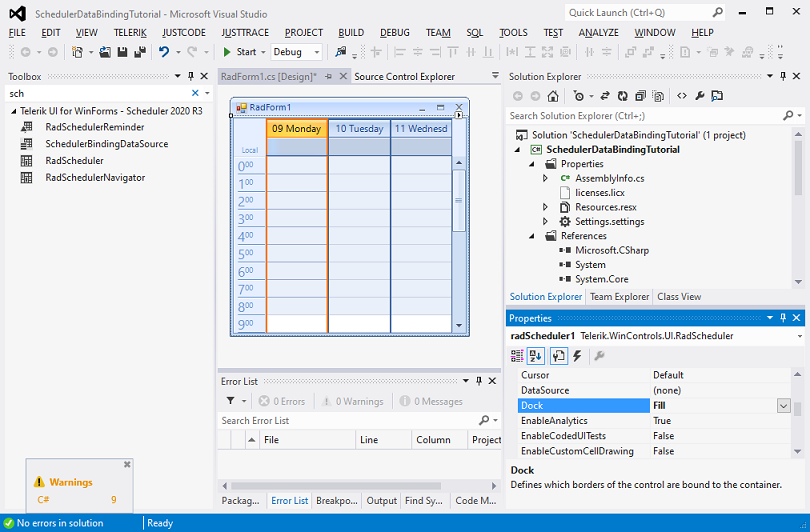 SchedulerDataBindingTutorial - Microsoft Visual Studio
Quick Launch (Ctrl+Q)
FILE EDIT VIEW TELERIK JUSTCODE JUSTTRACE PROJECT BUILD DEBUG TEAM SQL TOOLS TEST ANALYZE WINDOW HELP
Start Debug
Toolbox
sch
Telerik UI for WinForms - Scheduler 2020 R3
RadSchedulerReminder
SchedulerBindingDataSource
RadScheduler
RadSchedulerNavigator
RadForm1.cs [Design]* Source Control Explorer
RadForm1
09 Monday 10 Tuesday 11 Wednesd
Local
0 00
1 00
2 00
3 00
4 00
5 00
6 00
7 00
8 00
9 00
Error List
0 Errors 0 Warnings 0 Messages
Search Error List
File Line Column Project
Packag... Error List Breakpo... Output Find Sy... Code M...
Solution Explorer
Search Solution Explorer (Ctrl+;)
Solution 'SchedulerDataBindingTutorial' (1 project)
C# SchedulerDataBindingTutorial
Properties
C# AssemblyInfo.cs
licenses.licx
Resources.resx
Settings.settings
References
Microsoft.CSharp
System
System.Core
Solution Explorer Team Explorer Class View
Properties
radScheduler1 Telerik.WinControls.UI.RadScheduler
Cursor Default
DataSource (none)
Dock Fill
EnableAnalytics True
EnableCodedUITests False
EnableCustomCellDrawing False
Dock
Defines which borders of the control are bound to the container.
Warnings
C# 9
No errors in solution Ready